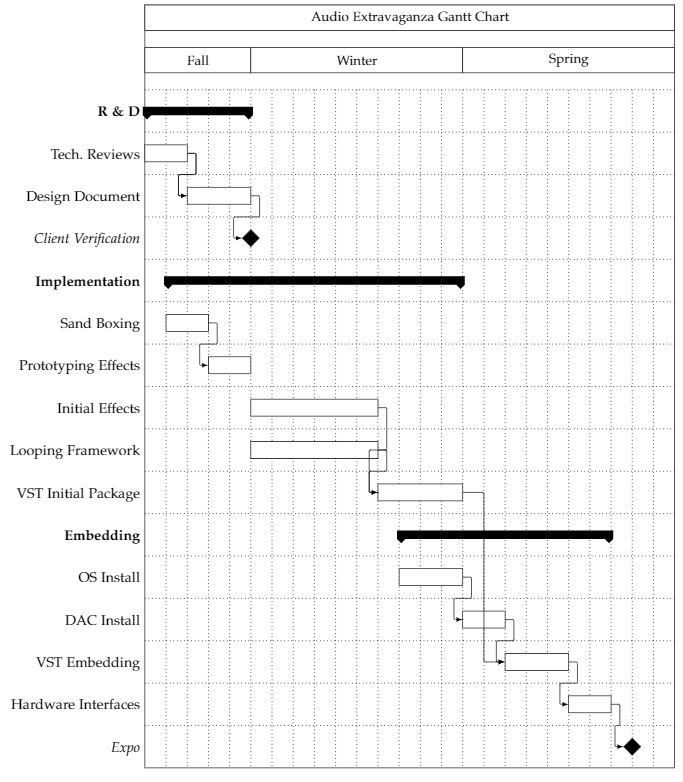 Audio Extravaganza Gantt Chart
Fall Winter Spring
R & D
Tech. Reviews
Design Document
Client Verification
Implementation
Sand Boxing
Prototyping Effects
Initial Effects
Looping Framework
VST Initial Package
Embedding
OS Install
DAC Install
VST Embedding
Hardware Interfaces
Expo